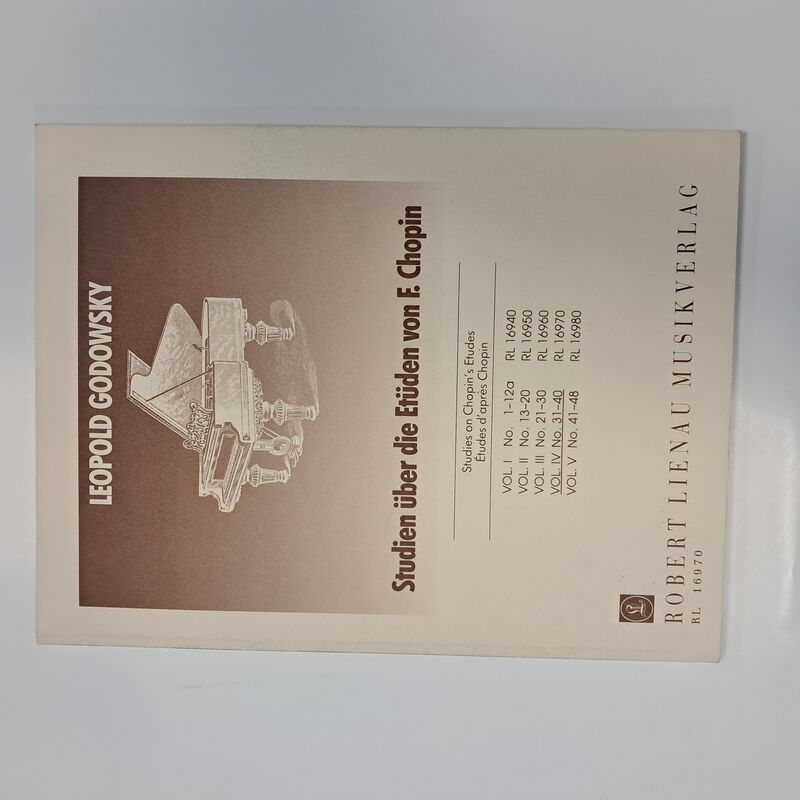 LEOPOLD GODOWSKY
Studien über die Etüden von F. Chopin
Studies on Chopin's Etudes
Études d'après Chopin
VOL. I No. 1-12a RL 16940
VOL. II No. 13-20 RL 16950
VOL. III No. 21-30 RL 16960
VOL. IV No. 31-40 RL 16970
VOL. V No. 41-48 RL 16980
ROBERT LIENAU MUSIKVERLAG
RL 16970